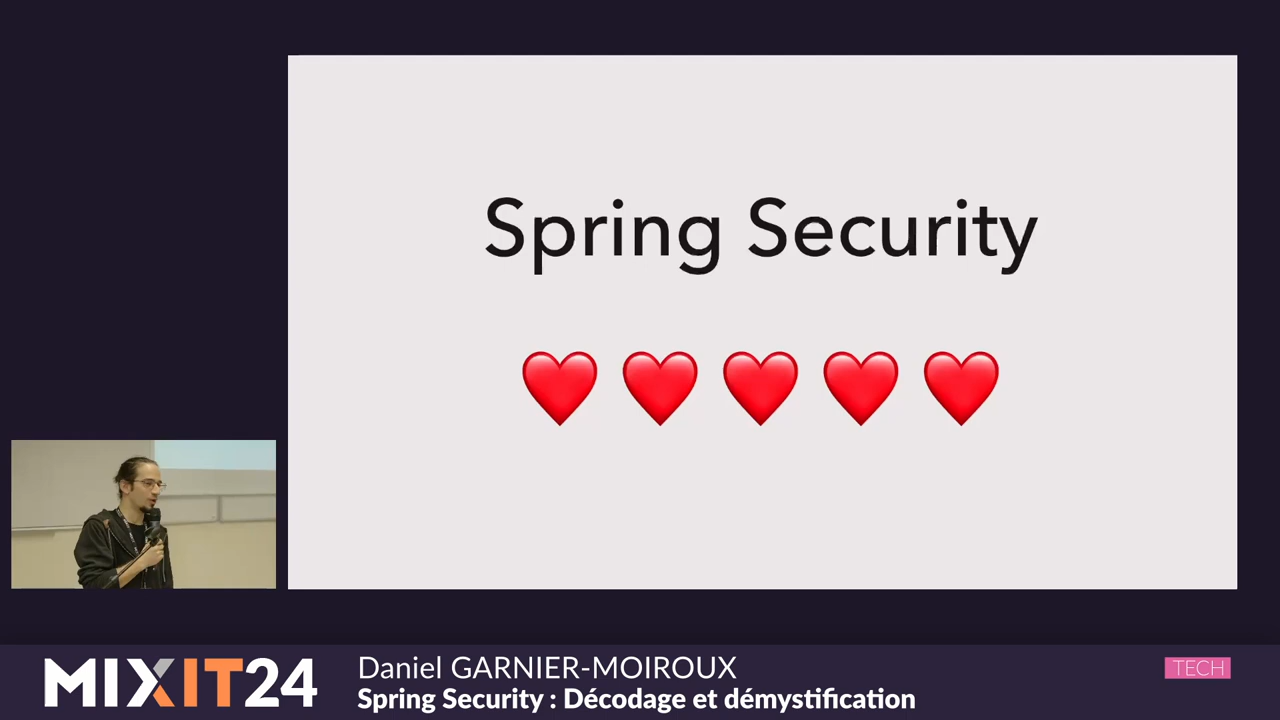 Spring Security
MIXIT24
Daniel GARNIER-MOIROUX
Spring Security : Décodage et démystification
TECH